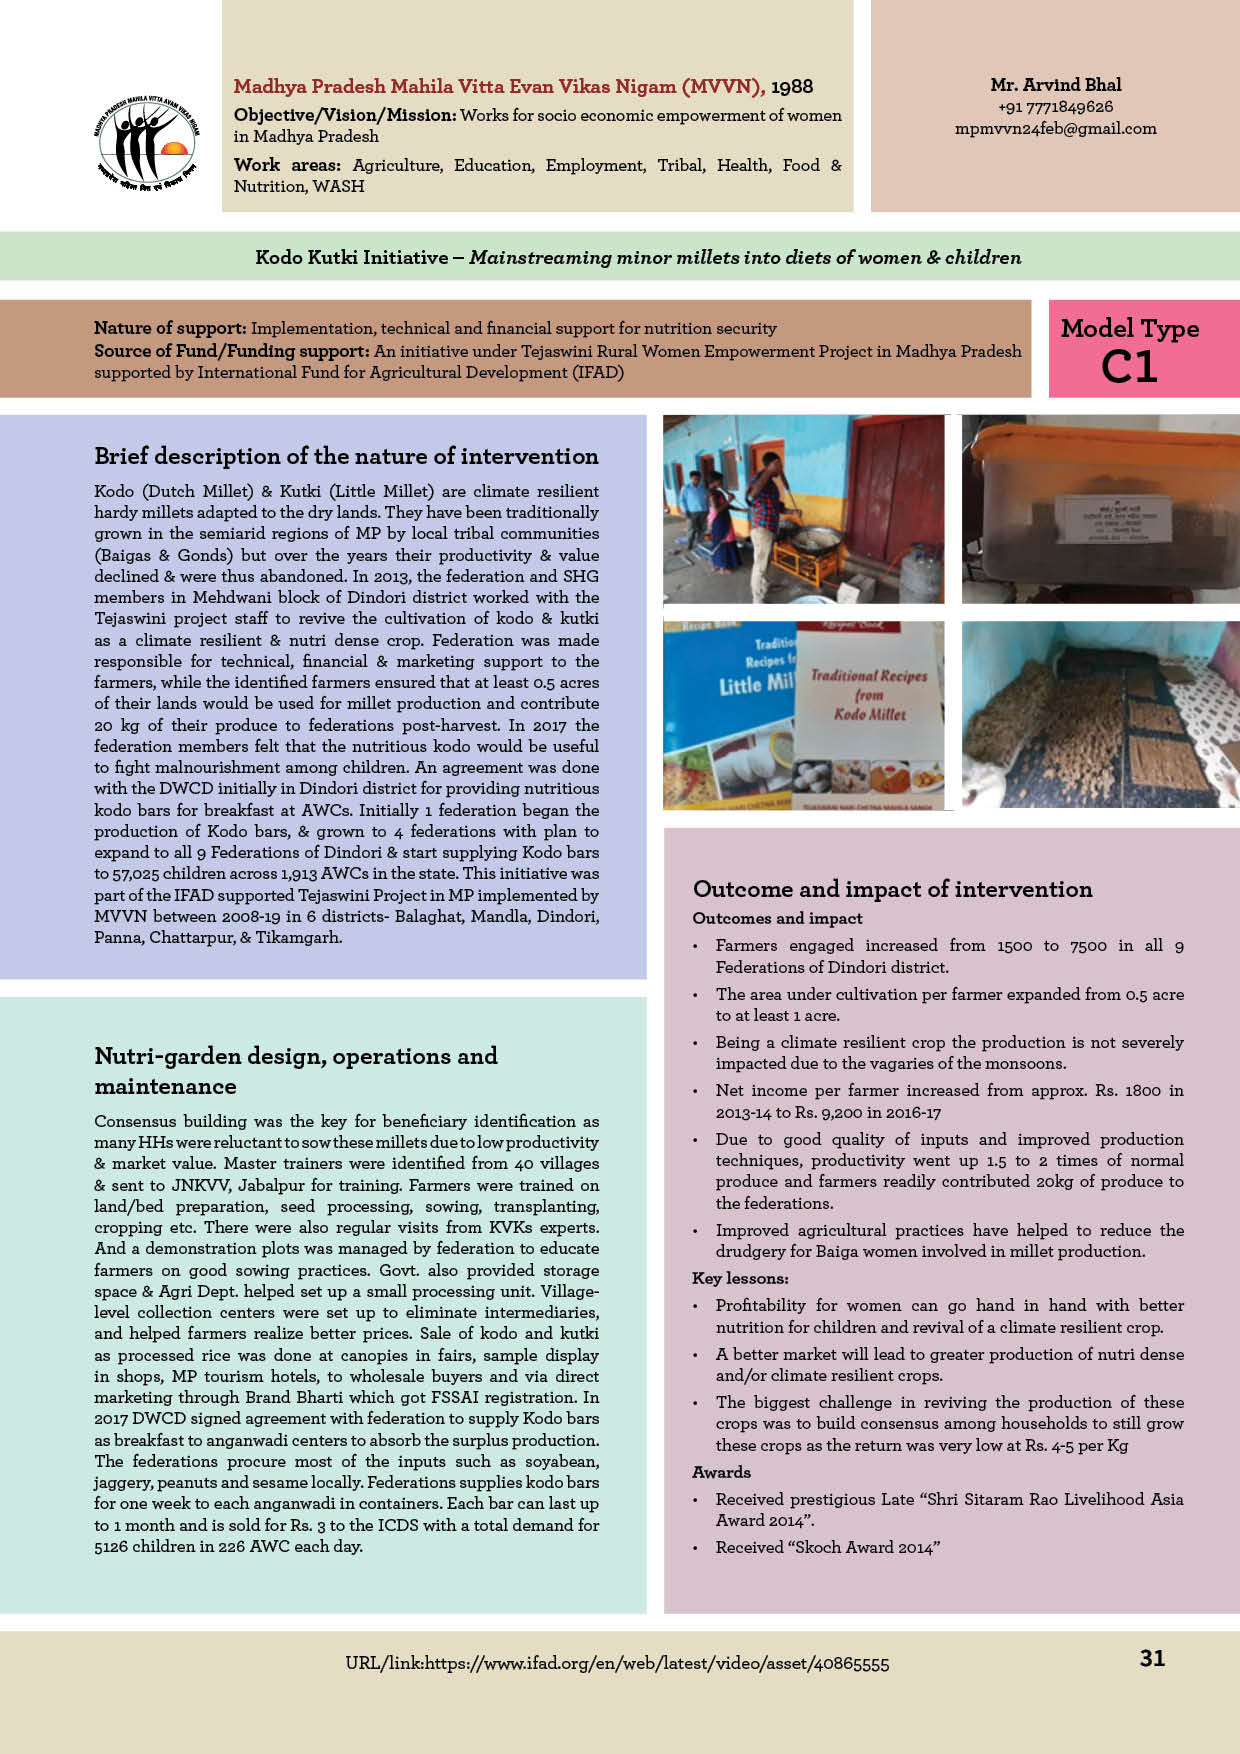 MADHYA PRADESH MAHILA VITTA AVAM VIKAS NIGAM
Madhya Pradesh Mahila Vitta Evan Vikas Nigam (MVVN), 1988
Objective/Vision/Mission: Works for socio economic empowerment of women
in Madhya Pradesh
Work areas: Agriculture, Education, Employment, Tribal, Health, Food &
Nutrition, WASH
Mr. Arvind Bhal
+91 7771849626
mpmvvn24feb@gmail.com
Kodo Kutki Initiative – Mainstreaming minor millets into diets of women & children
Nature of support: Implementation, technical and financial support for nutrition security
Source of Fund/Funding support: An initiative under Tejaswini Rural Women Empowerment Project in Madhya Pradesh
supported by International Fund for Agricultural Development (IFAD)
Model Type
C1
Brief description of the nature of intervention
Kodo (Dutch Millet) & Kutki (Little Millet) are climate resilient
hardy millets adapted to the dry lands. They have been traditionally
grown in the semiarid regions of MP by local tribal communities
(Baigas & Gonds) but over the years their productivity & value
declined & were thus abandoned. In 2013, the federation and SHG
members in Mehdwani block of Dindori district worked with the
Tejaswini project staff to revive the cultivation of kodo & kutki
as a climate resilient & nutri dense crop. Federation was made
responsible for technical, financial & marketing support to the
farmers, while the identified farmers ensured that at least 0.5 acres
of their lands would be used for millet production and contribute
20 kg of their produce to federations post-harvest. In 2017 the
federation members felt that the nutritious kodo would be useful
to fight malnourishment among children. An agreement was done
with the DWCD initially in Dindori district for providing nutritious
kodo bars for breakfast at AWCs. Initially 1 federation began the
production of Kodo bars, & grown to 4 federations with plan to
expand to all 9 Federations of Dindori & start supplying Kodo bars
to 57,025 children across 1,913 AWCs in the state. This initiative was
part of the IFAD supported Tejaswini Project in MP implemented by
MVVN between 2008-19 in 6 districts- Balaghat, Mandla, Dindori,
Panna, Chattarpur, & Tikamgarh.
Recipe Book
Traditio
Recipes f
Little Mil
Recipes Book
Traditional Recipes
from
Kodo Millet
Nutri-garden design, operations and
maintenance
Consensus building was the key for beneficiary identification as
many HHs were reluctant to sow these millets due to low productivity
& market value. Master trainers were identified from 40 villages
& sent to JNKVV, Jabalpur for training. Farmers were trained on
land/bed preparation, seed processing, sowing, transplanting,
cropping etc. There were also regular visits from KVKs experts.
And a demonstration plots was managed by federation to educate
farmers on good sowing practices. Govt. also provided storage
space & Agri Dept. helped set up a small processing unit. Village-
level collection centers were set up to eliminate intermediaries,
and helped farmers realize better prices. Sale of kodo and kutki
as processed rice was done at canopies in fairs, sample display
in shops, MP tourism hotels, to wholesale buyers and via direct
marketing through Brand Bharti which got FSSAI registration. In
2017 DWCD signed agreement with federation to supply Kodo bars
as breakfast to anganwadi centers to absorb the surplus production.
The federations procure most of the inputs such as soyabean,
jaggery, peanuts and sesame locally. Federations supplies kodo bars
for one week to each anganwadi in containers. Each bar can last up
to 1 month and is sold for Rs. 3 to the ICDS with a total demand for
5126 children in 226 AWC each day.
Outcome and impact of intervention
Outcomes and impact
• Farmers engaged increased from 1500 to 7500 in all 9
Federations of Dindori district.
• The area under cultivation per farmer expanded from 0.5 acre
to at least 1 acre.
• Being a climate resilient crop the production is not severely
impacted due to the vagaries of the monsoons.
• Net income per farmer increased from approx. Rs. 1800 in
2013-14 to Rs. 9,200 in 2016-17
• Due to good quality of inputs and improved production
techniques, productivity went up 1.5 to 2 times of normal
produce and farmers readily contributed 20kg of produce to
the federations.
• Improved agricultural practices have helped to reduce the
drudgery for Baiga women involved in millet production.
Key lessons:
• Profitability for women can go hand in hand with better
nutrition for children and revival of a climate resilient crop.
• A better market will lead to greater production of nutri dense
and/or climate resilient crops.
• The biggest challenge in reviving the production of these
crops was to build consensus among households to still grow
these crops as the return was very low at Rs. 4-5 per Kg
Awards
• Received prestigious Late “Shri Sitaram Rao Livelihood Asia
Award 2014”.
• Received “Skoch Award 2014”
URL/link:https://www.ifad.org/en/web/latest/video/asset/40865555
31